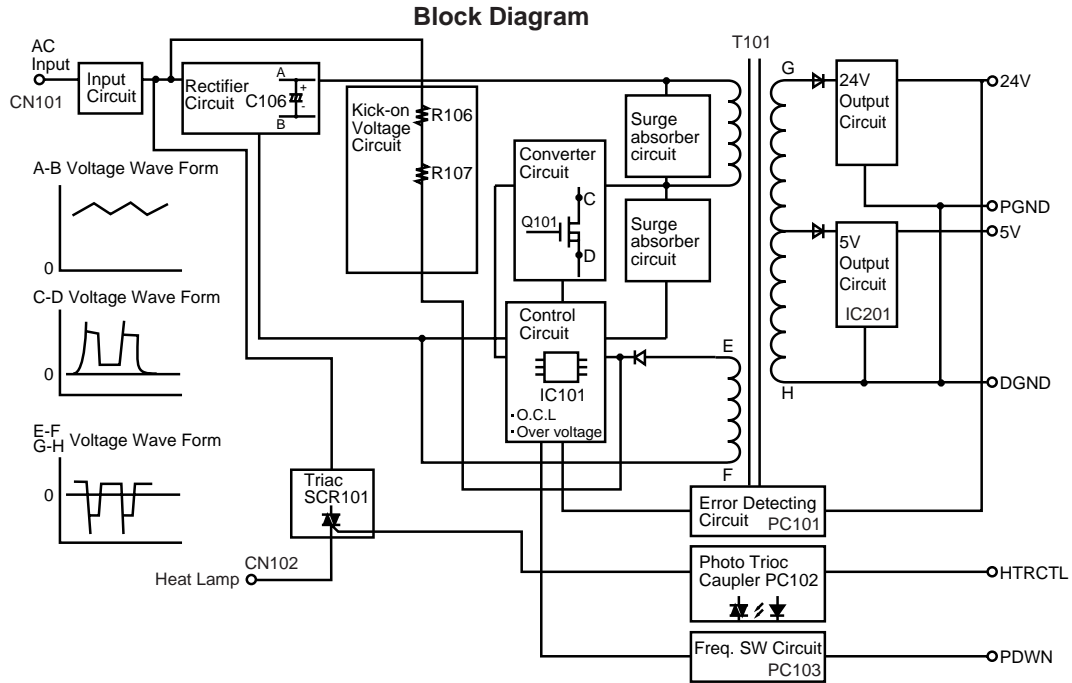 Block Diagram
AC
Input
CN101
Input
Circuit
Rectifier
Circuit
C106
A
+
-
B
Kick-on
Voltage
Circuit
R106
R107
Converter
Circuit
C
Q101
D
Surge
absorber
circuit
Surge
absorber
circuit
T101
G
24V
Output
Circuit
24V
PGND
5V
5V
Output
Circuit
IC201
H
DGND
A-B Voltage Wave Form
0
C-D Voltage Wave Form
0
E-F
G-H Voltage Wave Form
0
Control
Circuit
IC101
· O.C.L
· Over voltage
E
F
Triac
SCR101
CN102
Heat Lamp
Error Detecting
Circuit PC101
Photo Trioc
Caupler PC102
HTRCTL
Freq. SW Circuit
PC103
PDWN